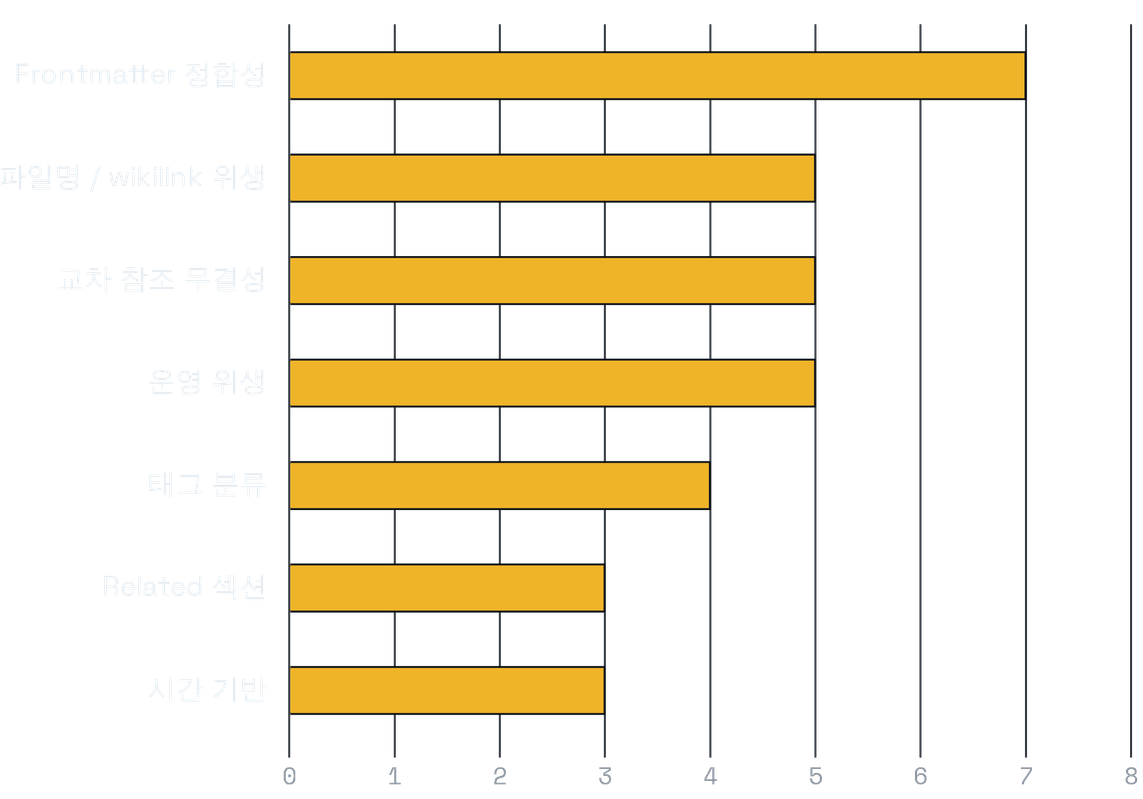 Frontmatter 정합성
파일명 / wikilink 위생
교차 참조 무결성
운영 위생
태그 분류
Related 섹션
시간 기반
0 1 2 3 4 5 6 7 8